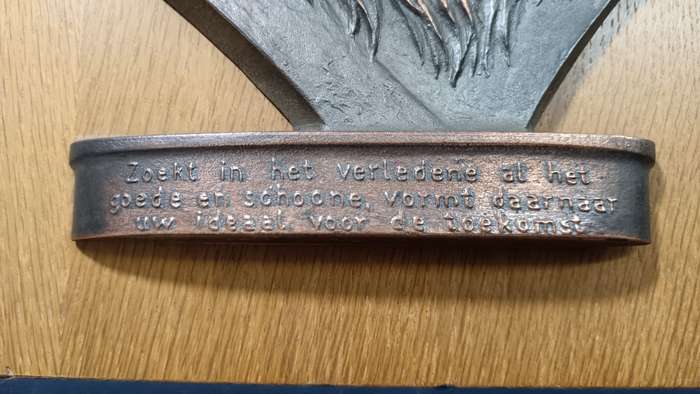 Zoekt in het verledene al het
goede en schoone, vormt daarnaar
uw ideaal voor de toekomst